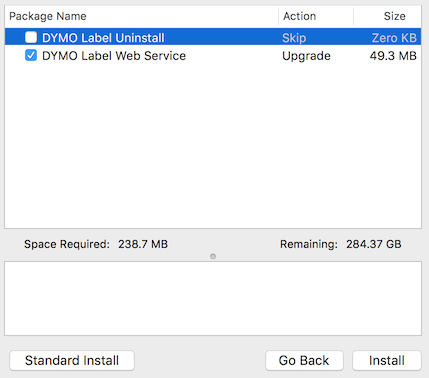 Package Name Action Size
DYMO Label Uninstall Skip Zero KB
DYMO Label Web Service Upgrade 49.3 MB
Space Required: 238.7 MB Remaining: 284.37 GB
Standard Install Go Back Install